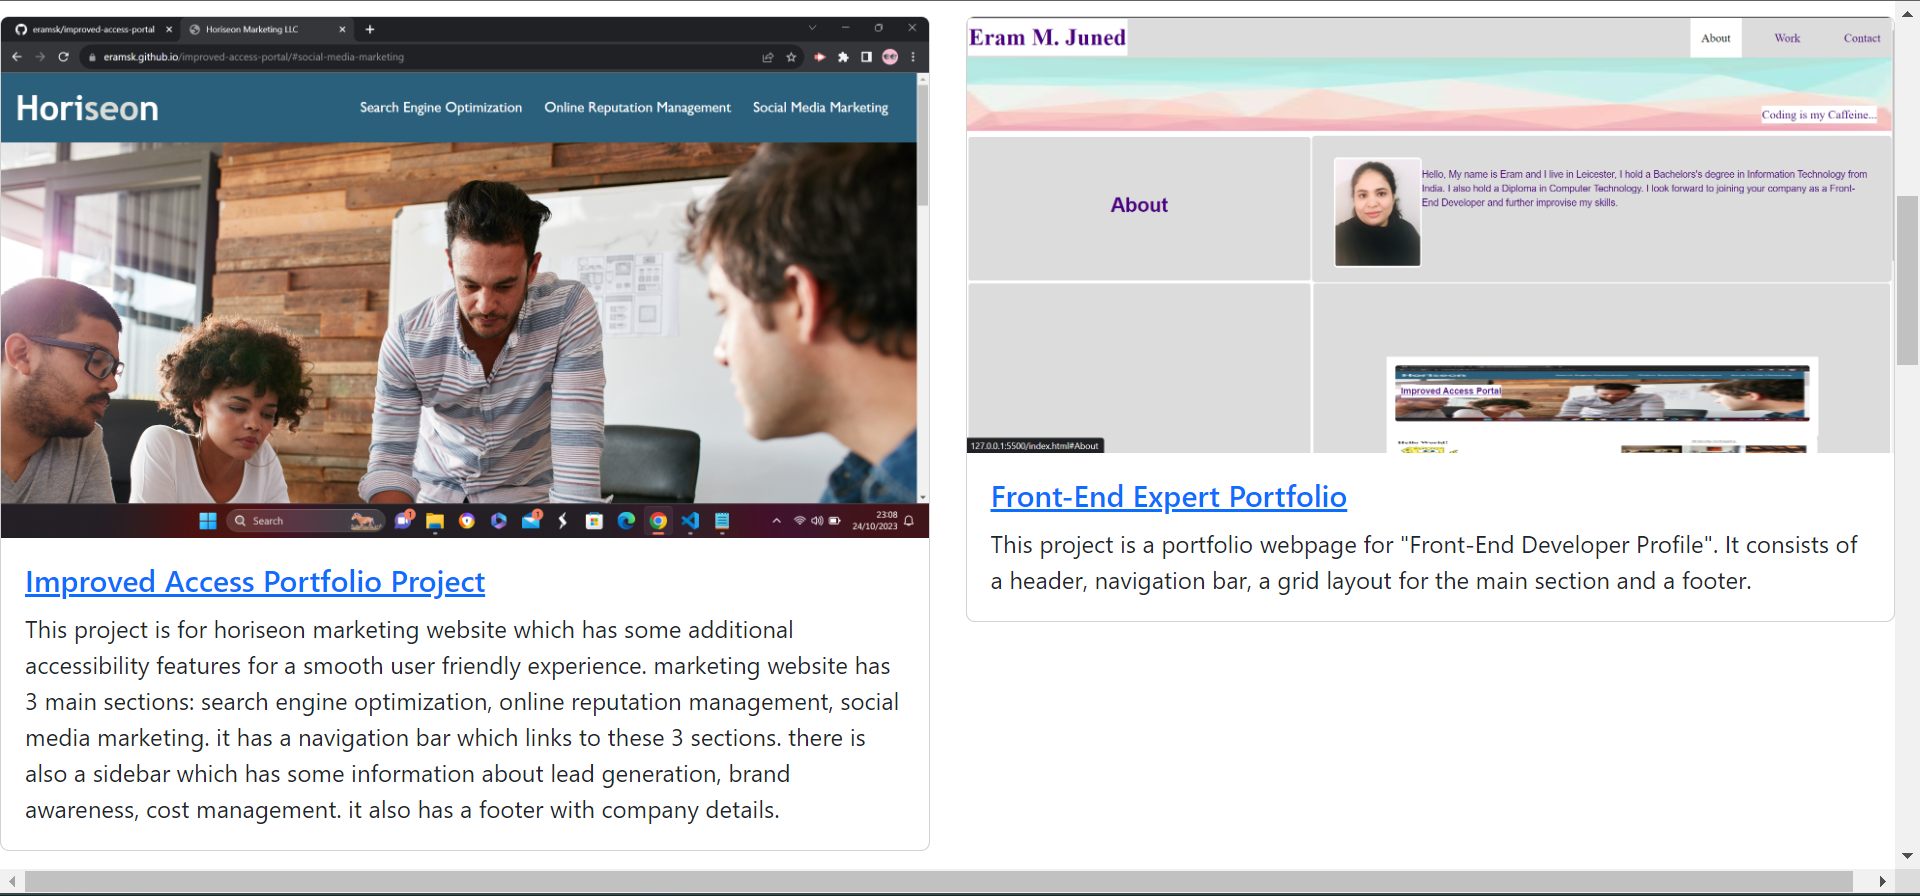 eramsk/improved-access-portal
Horiseon Marketing LLC
eramsk.github.io/improved-access-portal/#social-media-marketing
Horiseon
Search Engine Optimization
Online Reputation Management
Social Media Marketing
Search
1
1
23:08
24/10/2023
Improved Access Portfolio Project
This project is for horiseon marketing website which has some additional
accessibility features for a smooth user friendly experience. marketing website has
3 main sections: search engine optimization, online reputation management, social
media marketing. it has a navigation bar which links to these 3 sections. there is
also a sidebar which has some information about lead generation, brand
awareness, cost management. it also has a footer with company details.
Eram M. Juned
About
Work
Contact
Coding is my Caffeine...
About
Hello, My name is Eram and I live in Leicester, I hold a Bachelors's degree in Information Technology from
India. I also hold a Diploma in Computer Technology. I look forward to joining your company as a Front-
End Developer and further improvise my skills.
Horiseon
Improved Access Portal
Hello World!
127.0.0.1:5500/index.html#About
Front-End Expert Portfolio
This project is a portfolio webpage for "Front-End Developer Profile". It consists of
a header, navigation bar, a grid layout for the main section and a footer.